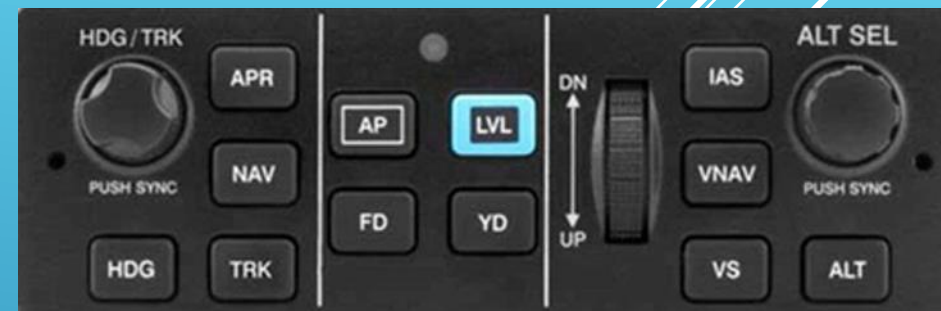 HDG / TRK
PUSH SYNC
APR
NAV
HDG
TRK
AP
LVL
FD
YD
DN
UP
IAS
VNAV
VS
ALT SEL
PUSH SYNC
ALT